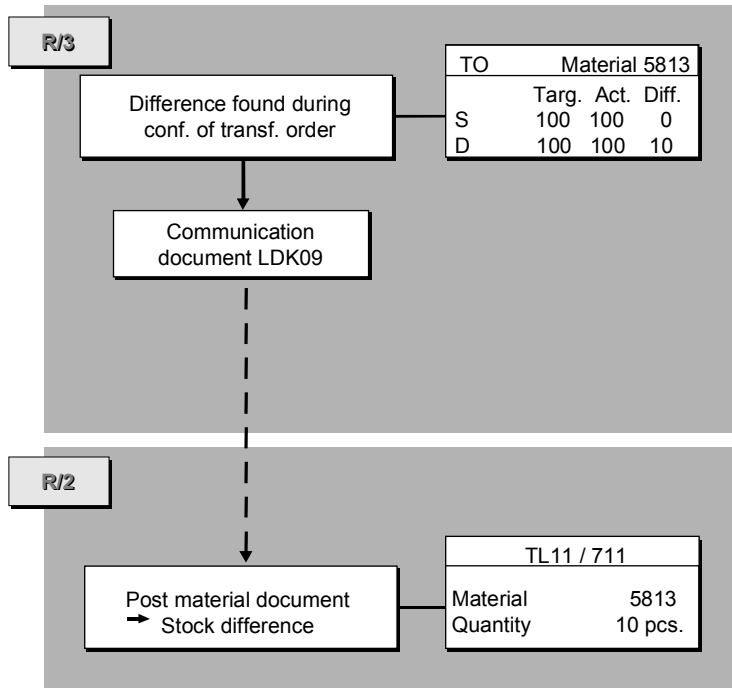 R/3
Difference found during
conf. of transf. order
TO Material 5813
Targ. Act. Diff.
S 100 100 0
D 100 100 10
Communication
document LDK09
R/2
Post material document
→ Stock difference
TL11 / 711
Material 5813
Quantity 10 pcs.